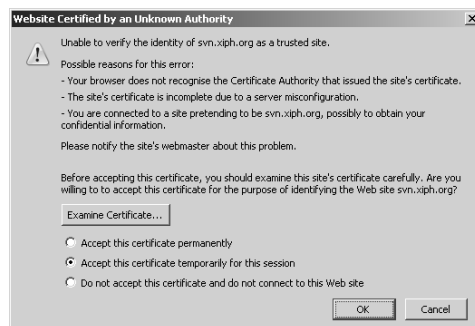 Website Certified by an Unknown Authority
Unable to verify the identity of svn.xiph.org as a trusted site.
Possible reasons for this error:
- Your browser does not recognise the Certificate Authority that issued the site's certificate.
- The site's certificate is incomplete due to a server misconfiguration.
- You are connected to a site pretending to be svn.xiph.org, possibly to obtain your
confidential information.
Please notify the site's webmaster about this problem.
Before accepting this certificate, you should examine this site's certificate carefully. Are you
willing to to accept this certificate for the purpose of identifying the Web site svn.xiph.org?
Examine Certificate...
Accept this certificate permanently
Accept this certificate temporarily for this session
Do not accept this certificate and do not connect to this Web site
OK Cancel